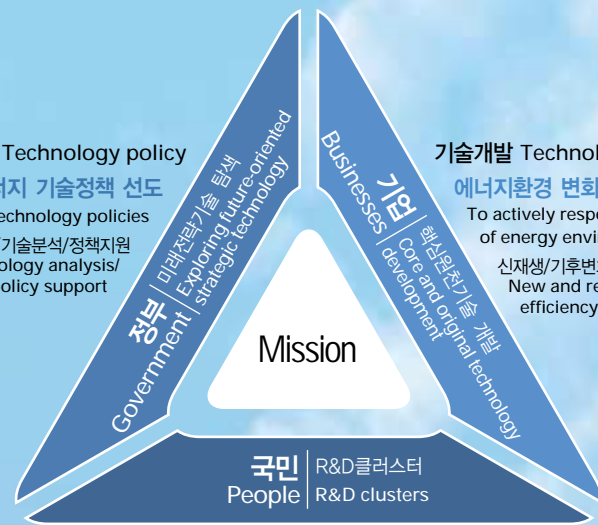 Technology policy
너지 기술정책 선도
echnology policies
/기술분석/정책지원
ology analysis/
olicy support
정부 | 미래전략기술 탐색
Government | Exploring future-oriented
strategic technology
기업 | 핵심원천기술 개발
Businesses | Core and original technology
development
기술개발 Technol
에너지환경 변화
To actively respo
of energy envi
신재생/기후변
New and re
efficiency
Mission
국민 | R&D클러스터
People | R&D clusters